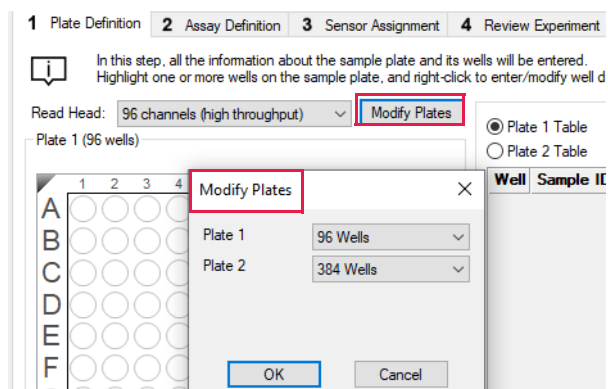 1 Plate Definition 2 Assay Definition 3 Sensor Assignment 4 Review Experiment
In this step, all the information about the sample plate and its wells will be entered.
Highlight one or more wells on the sample plate, and right-click to enter/modify well d
Read Head: 96 channels (high throughput) Modify Plates
Plate 1 (96 wells)
Plate 1 Table
Plate 2 Table
Well Sample ID
1 2 3 4
A
B
C
D
E
F
Modify Plates
Plate 1 96 Wells
Plate 2 384 Wells
OK Cancel